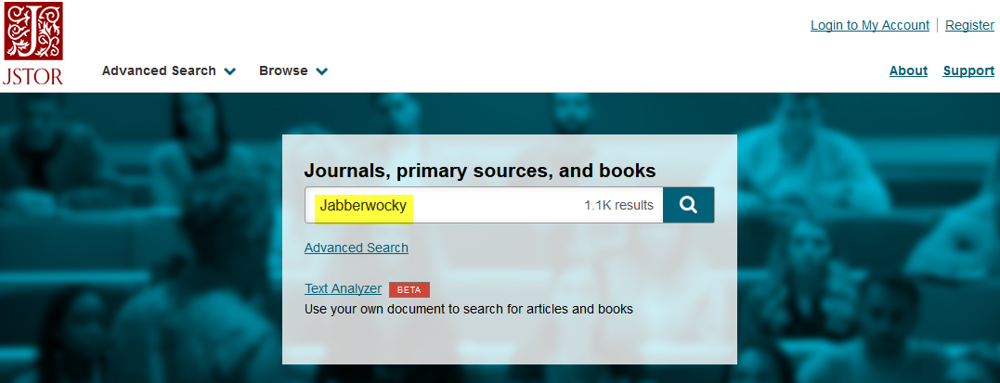 Login to My Account Register
JSTOR
Advanced Search Browse
About Support
Journals, primary sources, and books
Jabberwocky 1.1K results
Advanced Search
Text Analyzer BETA
Use your own document to search for articles and books